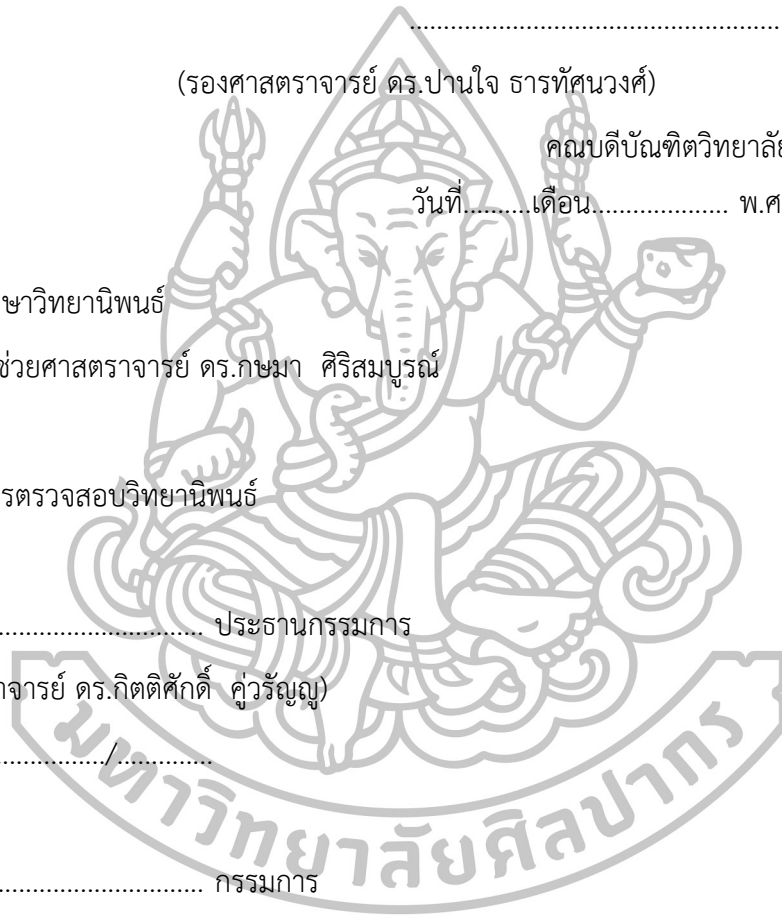 ................................................................
(รองศาสตราจารย์ ดร.ปานใจ ธารทัศนวงศ์)
คณบดีบัณฑิตวิทยาลัย
วันที่..........เดือน.................... พ.ศ
ษาวิทยานิพนธ์
ช่วยศาสตราจารย์ ดร.กษมา ศิริสมบูรณ์
รตรวจสอบวิทยานิพนธ์
............................... ประธานกรรมการ
าจารย์ ดร.กิตติศักดิ์ คู่วรัญญู)
................/..............
............................... กรรมการ
มหาวิทยาลัยศิลปากร